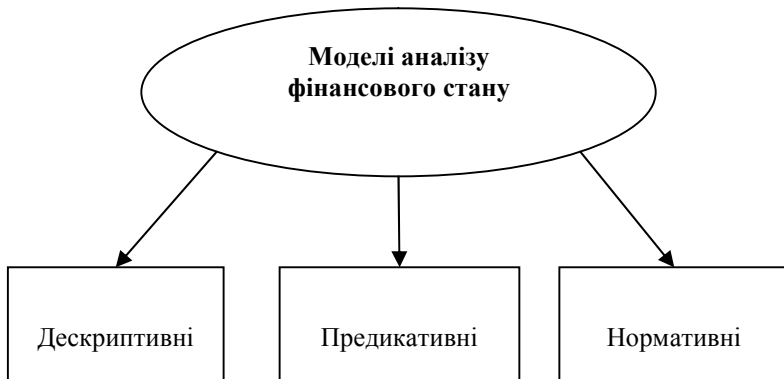 Моделі аналізу
фінансового стану
Дескриптивні
Предикативні
Нормативні